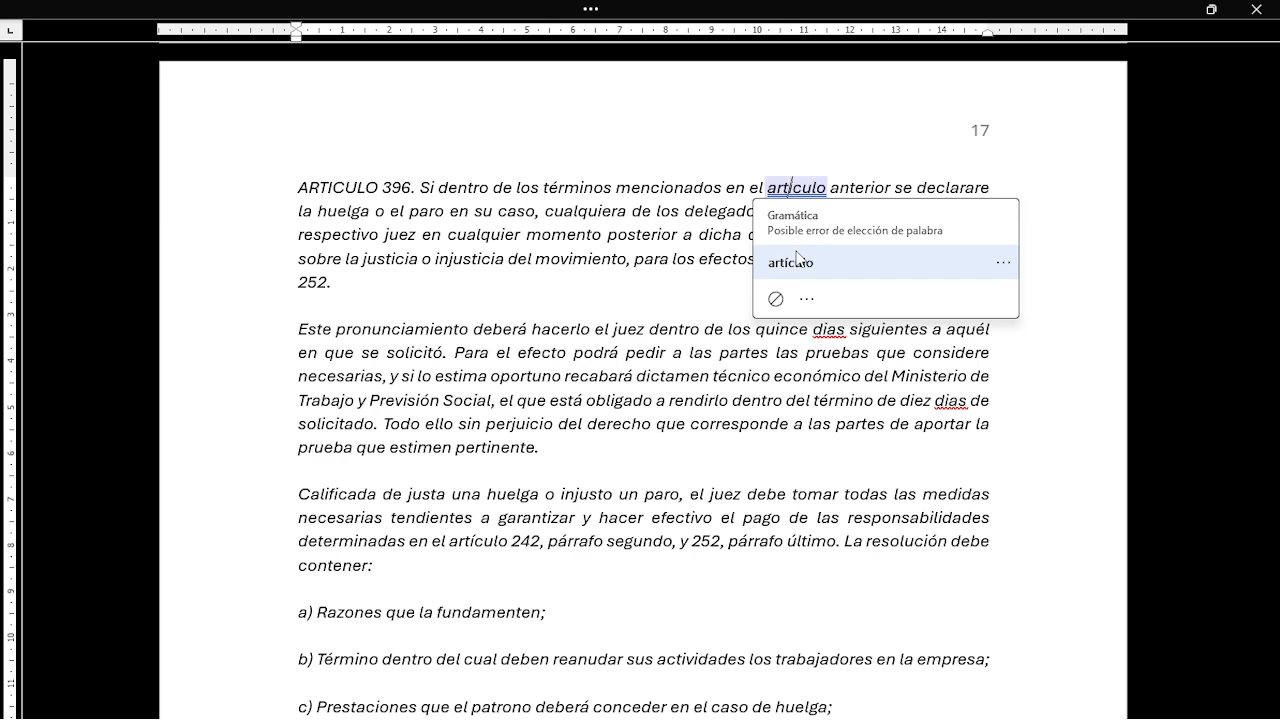 17
ARTICULO 396. Si dentro de los términos mencionados en el articulo anterior se declarare
la huelga o el paro en su caso, cualquiera de los delegado
respectivo juez en cualquier momento posterior a dicha
sobre la justicia o injusticia del movimiento, para los efectos
252.
Gramática
Posible error de elección de palabra
artículo
Este pronunciamiento deberá hacerlo el juez dentro de los quince dias siguientes a aquél
en que se solicitó. Para el efecto podrá pedir a las partes las pruebas que considere
necesarias, y si lo estima oportuno recabará dictamen técnico económico del Ministerio de
Trabajo y Previsión Social, el que está obligado a rendirlo dentro del término de diez dias de
solicitado. Todo ello sin perjuicio del derecho que corresponde a las partes de aportar la
prueba que estimen pertinente.
Calificada de justa una huelga o injusto un paro, el juez debe tomar todas las medidas
necesarias tendientes a garantizar y hacer efectivo el pago de las responsabilidades
determinadas en el artículo 242, párrafo segundo, y 252, párrafo último. La resolución debe
contener:
a) Razones que la fundamenten;
b) Término dentro del cual deben reanudar sus actividades los trabajadores en la empresa;
c) Prestaciones que el patrono deberá conceder en el caso de huelga;